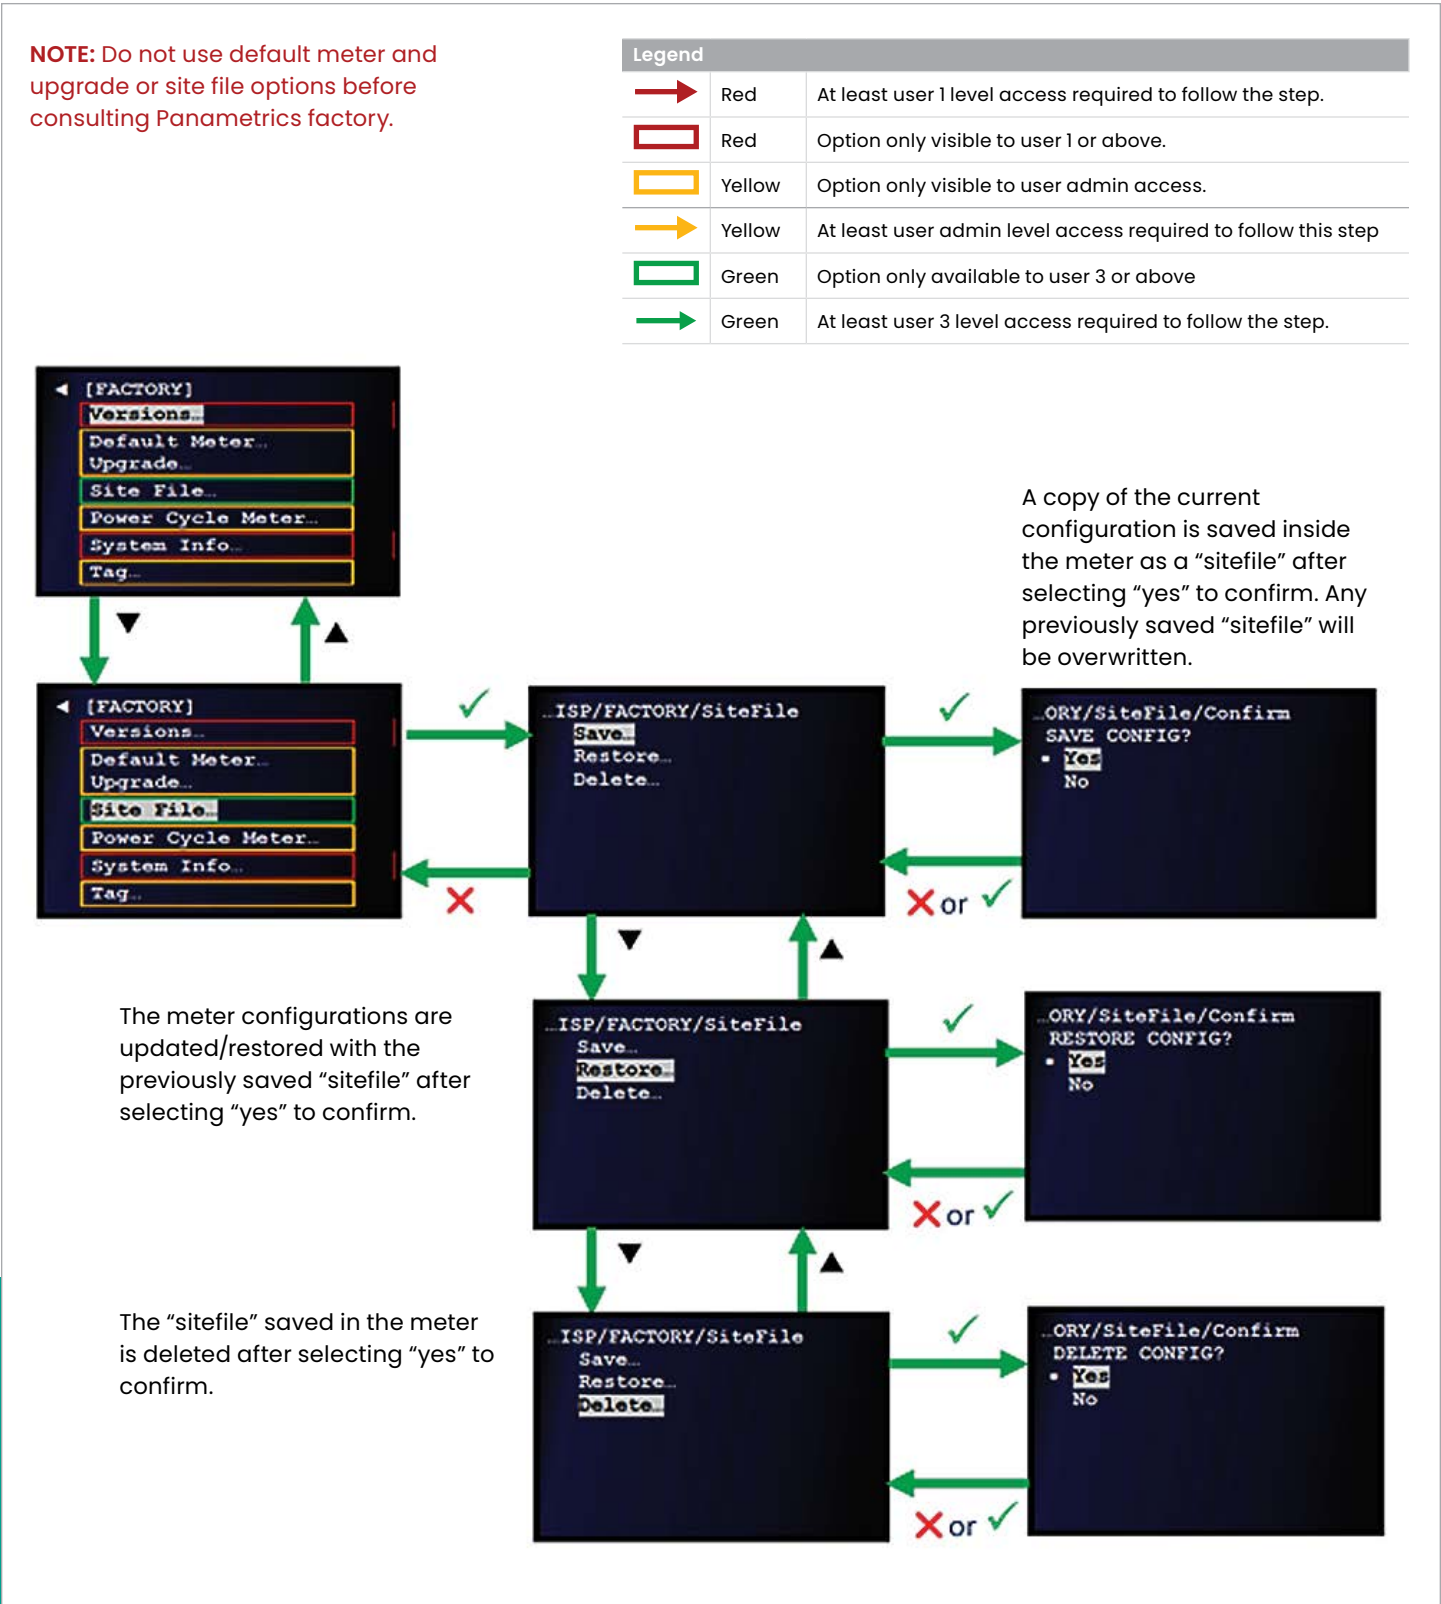 NOTE: Do not use default meter and
upgrade or site file options before
consulting Panametrics factory.
Legend
Red At least user 1 level access required to follow the step.
Red Option only visible to user 1 or above.
Yellow Option only visible to user admin access.
Yellow At least user admin level access required to follow this step
Green Option only available to user 3 or above
Green At least user 3 level access required to follow the step.
[FACTORY]
Versions...
Default Meter...
Upgrade...
Site File...
Power Cycle Meter...
System Info...
Tag...
A copy of the current
configuration is saved inside
the meter as a “sitefile” after
selecting “yes” to confirm. Any
previously saved “sitefile” will
be overwritten.
[FACTORY]
Versions...
Default Meter...
Upgrade...
Site File...
Power Cycle Meter...
System Info...
Tag...
...ISP/FACTORY/SiteFile
Save...
Restore...
Delete...
...ORY/SiteFile/Confirm
SAVE CONFIG?
Yes
No
or
The meter configurations are
updated/restored with the
previously saved “sitefile” after
selecting “yes” to confirm.
...ISP/FACTORY/SiteFile
Save...
Restore...
Delete...
...ORY/SiteFile/Confirm
RESTORE CONFIG?
Yes
No
or
The “sitefile” saved in the meter
is deleted after selecting “yes” to
confirm.
...ISP/FACTORY/SiteFile
Save...
Restore...
Delete...
...ORY/SiteFile/Confirm
DELETE CONFIG?
Yes
No
or